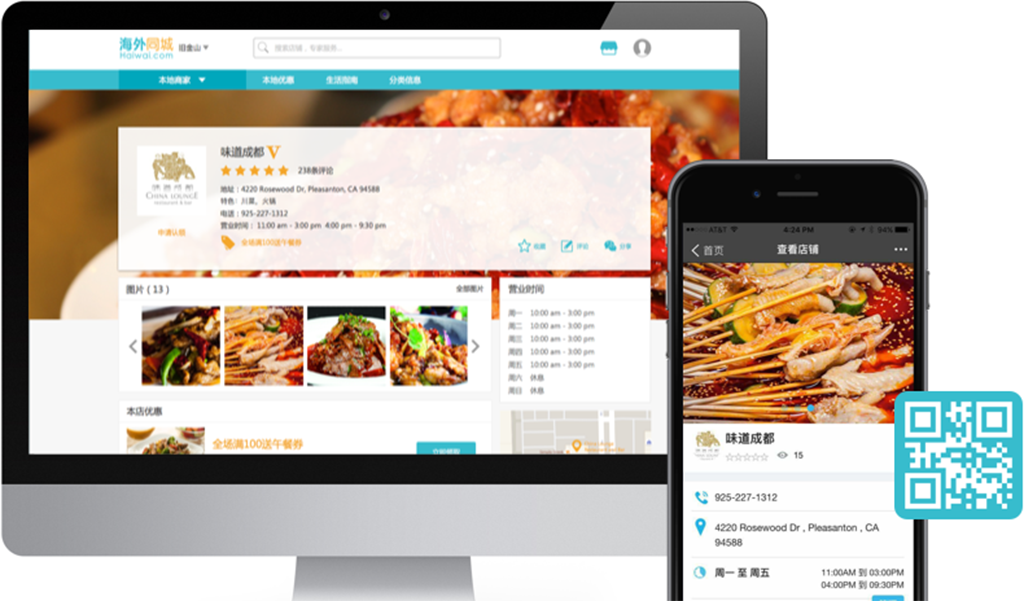 海外同城
Haiwai.com
旧金山
搜索店铺，专家服务...
本地商家
本地优惠
生活指南
分类信息
味道成都 V
238条评论
地址：4220 Rosewood Dr, Pleasanton, CA 94588
特色：川菜、火锅
电话：925-227-1312
营业时间： 11:00 am - 3:00 pm 4:00 pm - 9:30 pm
全场满100送午餐券
味道成都
CHINA LOUNGE
restaurant & bar
申请认领
收藏
评论
分享
图片 ( 13 )
全部图片
营业时间
周一 10:00 am - 3:00 pm
周二 10:00 am - 3:00 pm
周三 10:00 am - 3:00 pm
周四 10:00 am - 3:00 pm
周五 10:00 am - 3:00 pm
周六 休息
周日 休息
本店优惠
全场满100送午餐券
AT&T
4:24 PM
94%
首页
查看店铺
味道成都
15
925-227-1312
4220 Rosewood Dr , Pleasanton , CA
94588
周一 至 周五
11:00AM 到 03:00PM
04:00PM 到 09:30PM